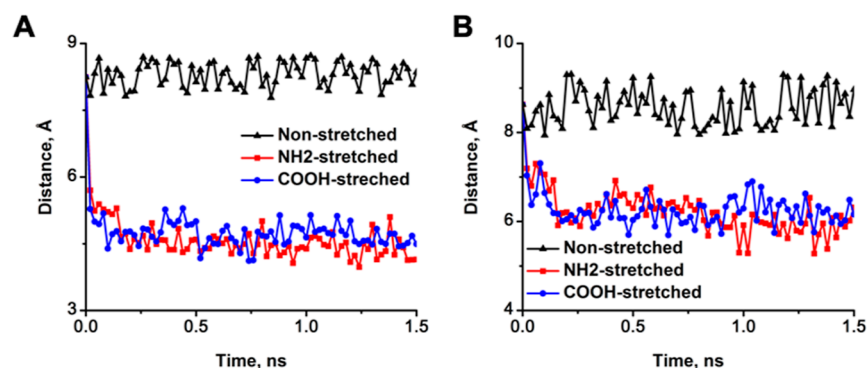 A
9
6
3
Distance, Å
Non-stretched
NH2-stretched
COOH-streched
0.0 0.5 1.0 1.5
Time, ns
B
10
8
6
4
Distance, Å
Non-stretched
NH2-stretched
COOH-stretched
0.0 0.5 1.0 1.5
Time, ns